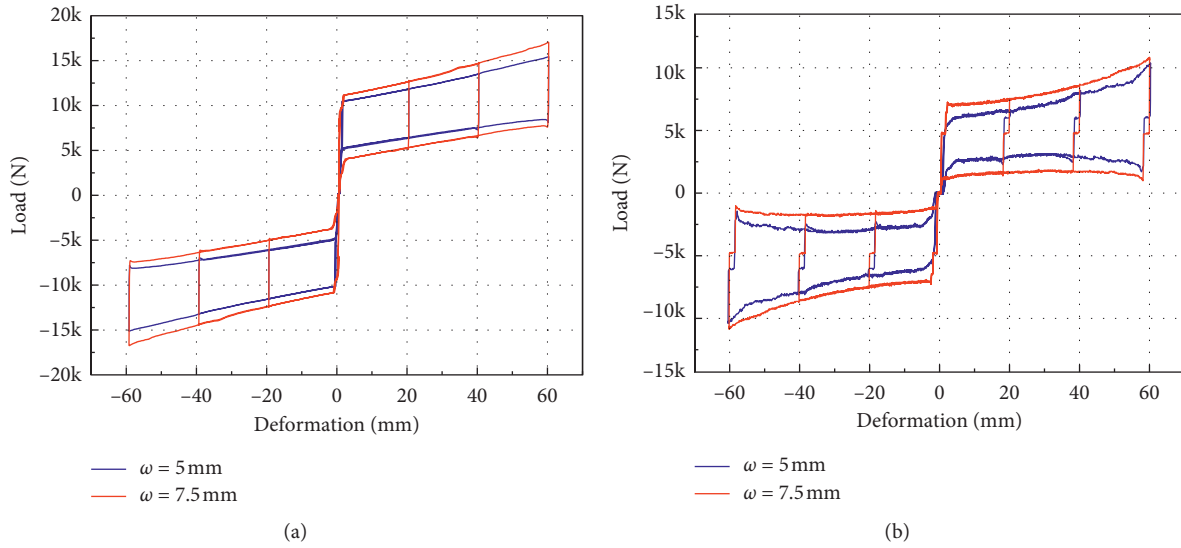 20k
15k
10k
5k
0
−5k
−10k
−15k
−20k
Load (N)
−60 −40 −20 0 20 40 60
Deformation (mm)
ω = 5 mm
ω = 7.5 mm
(a)
15k
10k
5k
0
−5k
−10k
−15k
Load (N)
−60 −40 −20 0 20 40 60
Deformation (mm)
ω = 5 mm
ω = 7.5 mm
(b)